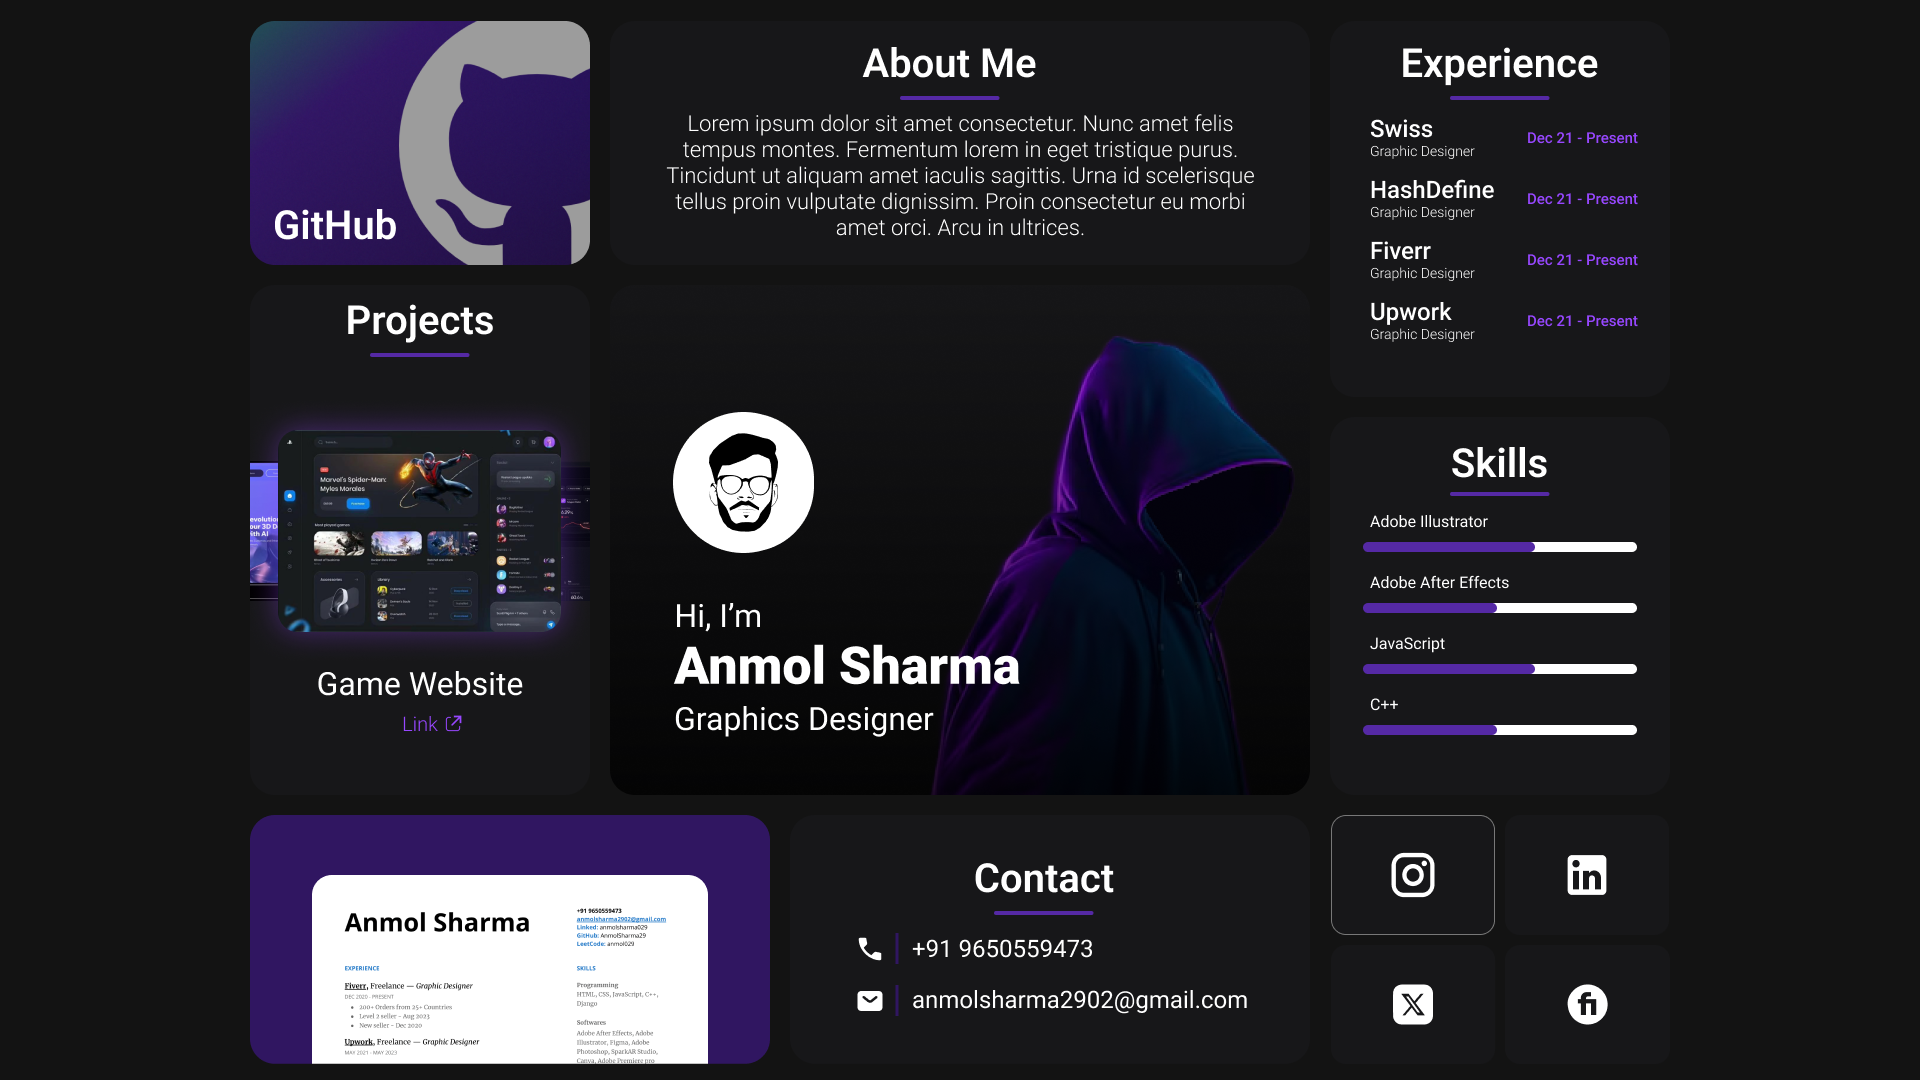 GitHub
About Me
Lorem ipsum dolor sit amet consectetur. Nunc amet felis
tempus montes. Fermentum lorem in eget tristique purus.
Tincidunt ut aliquam amet iaculis sagittis. Urna id scelerisque
tellus proin vulputate dignissim. Proin consectetur eu morbi
amet orci. Arcu in ultrices.
Experience
Swiss
Graphic Designer
Dec 21 - Present
HashDefine
Graphic Designer
Dec 21 - Present
Fiverr
Graphic Designer
Dec 21 - Present
Upwork
Graphic Designer
Dec 21 - Present
Projects
Marvel's Spider-Man:
Myles Morales
Most played games
Accessories
Library
Game Website
Link
Hi, I’m
Anmol Sharma
Graphics Designer
Skills
Adobe Illustrator
Adobe After Effects
JavaScript
C++
Anmol Sharma
+91 9650559473
anmolsharma2902@gmail.com
Linked: anmolsharma029
GitHub: AnmolSharma29
LeetCode: anmol029
EXPERIENCE
Fiverr, Freelance — Graphic Designer
DEC 2020 - PRESENT
200+ Orders from 25+ Countries
Level 2 seller - Aug 2023
New seller - Dec 2020
Upwork, Freelance — Graphic Designer
MAY 2021 - MAY 2023
SKILLS
Programming
HTML, CSS, JavaScript, C++,
Django
Softwares
Adobe After Effects, Adobe
Illustrator, Figma, Adobe
Photoshop, SparkAR Studio,
Canva, Adobe Premiere pro
Contact
+91 9650559473
anmolsharma2902@gmail.com